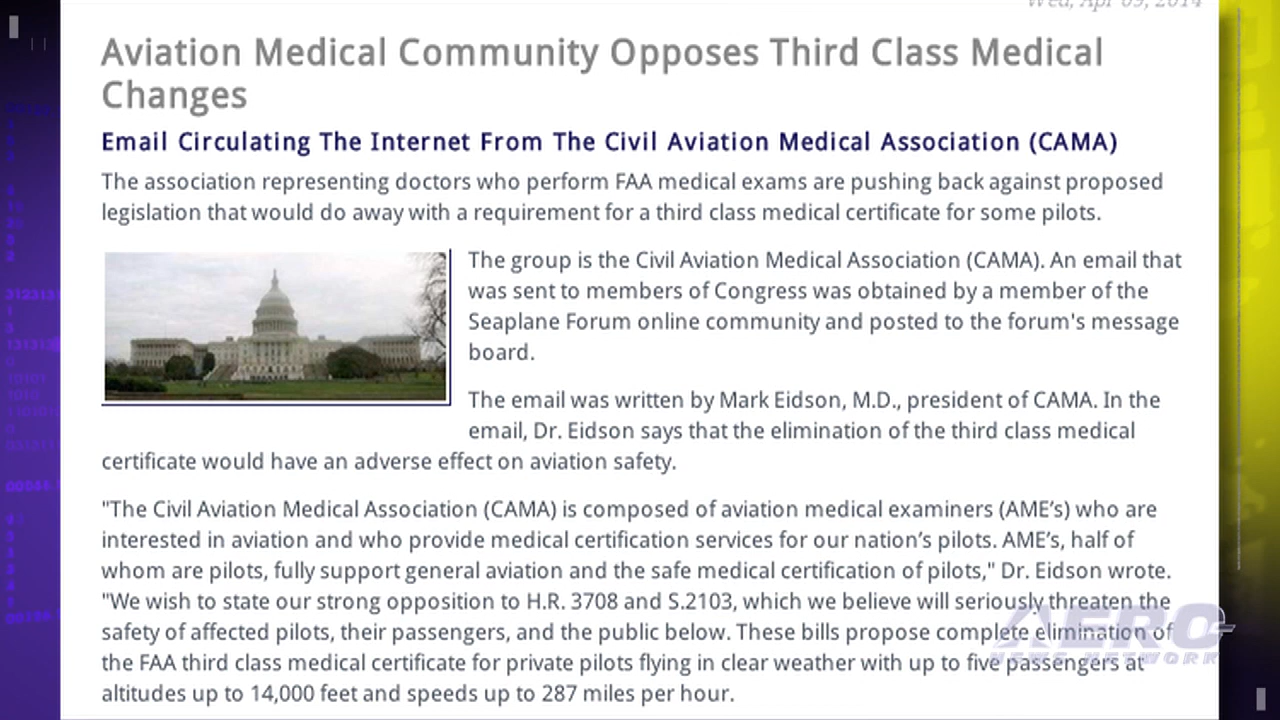 Wed, Apr 09, 2014
Aviation Medical Community Opposes Third Class Medical
Changes
Email Circulating The Internet From The Civil Aviation Medical Association (CAMA)
The association representing doctors who perform FAA medical exams are pushing back against proposed
legislation that would do away with a requirement for a third class medical certificate for some pilots.
The group is the Civil Aviation Medical Association (CAMA). An email that
was sent to members of Congress was obtained by a member of the
Seaplane Forum online community and posted to the forum's message
board.
The email was written by Mark Eidson, M.D., president of CAMA. In the
email, Dr. Eidson says that the elimination of the third class medical
certificate would have an adverse effect on aviation safety.
"The Civil Aviation Medical Association (CAMA) is composed of aviation medical examiners (AME’s) who are
interested in aviation and who provide medical certification services for our nation’s pilots. AME’s, half of
whom are pilots, fully support general aviation and the safe medical certification of pilots," Dr. Eidson wrote.
"We wish to state our strong opposition to H.R. 3708 and S.2103, which we believe will seriously threaten the
safety of affected pilots, their passengers, and the public below. These bills propose complete elimination of
the FAA third class medical certificate for private pilots flying in clear weather with up to five passengers at
altitudes up to 14,000 feet and speeds up to 287 miles per hour.
AERO
NEWS NETWORK